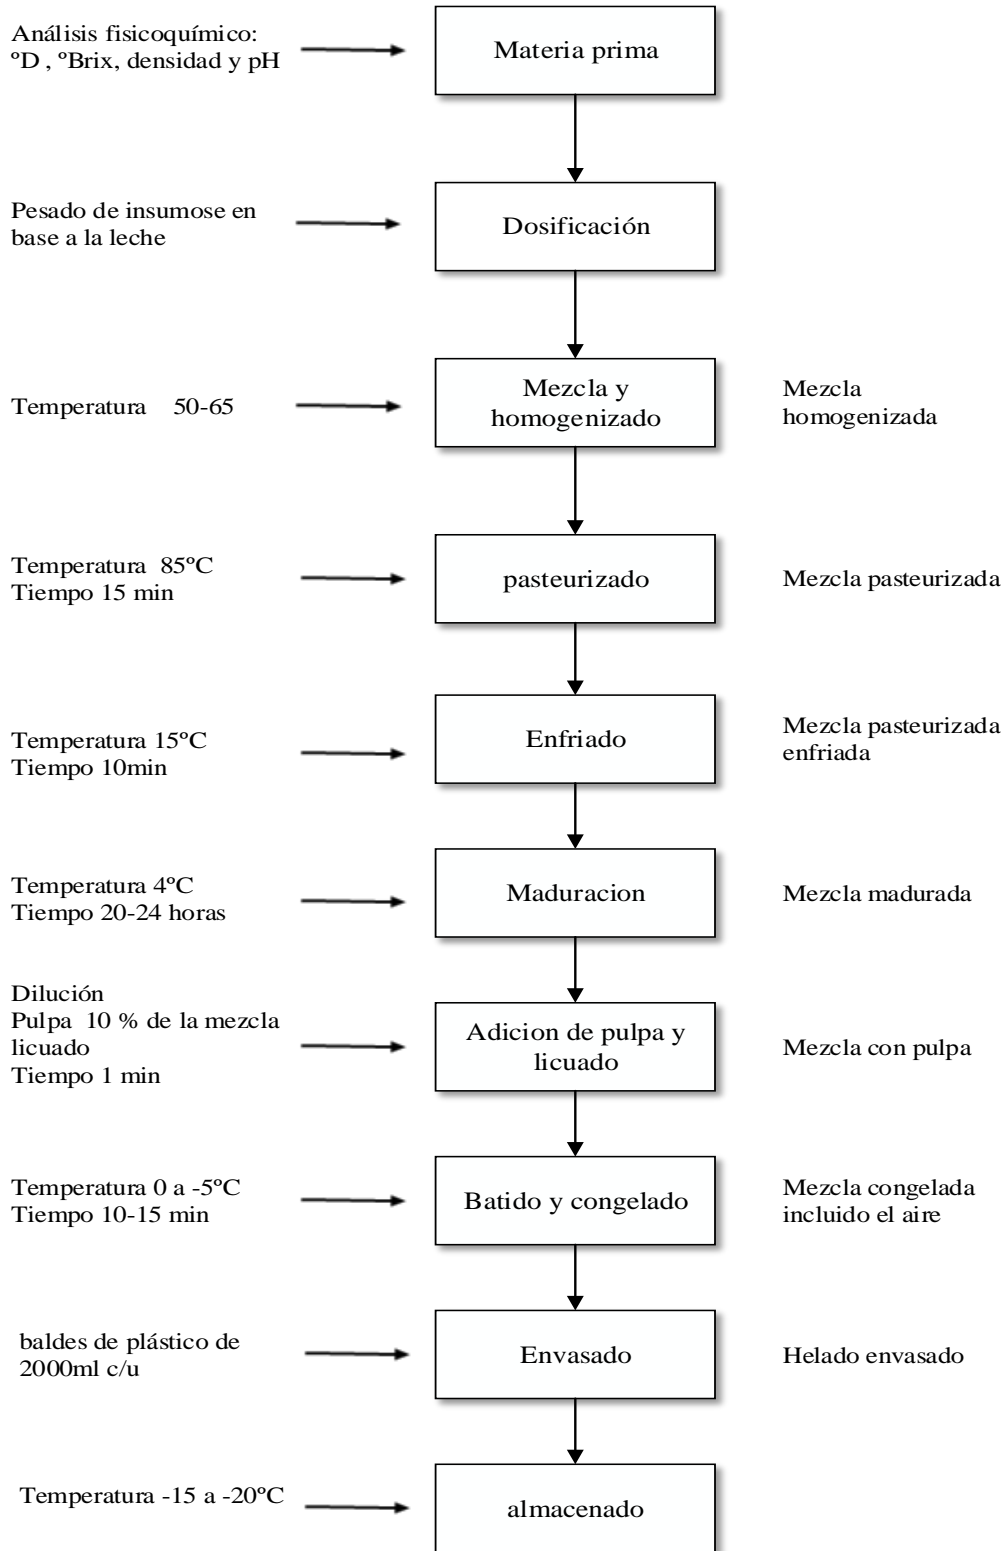 Análisis fisicoquímico:
ºD , ºBrix, densidad y pH
Materia prima
Pesado de insumose en
base a la leche
Dosificación
Temperatura 50-65
Mezcla y
homogenizado
Mezcla
homogenizada
Temperatura 85ºC
Tiempo 15 min
pasteurizado
Mezcla pasteurizada
Temperatura 15ºC
Tiempo 10min
Enfriado
Mezcla pasteurizada
enfriada
Temperatura 4ºC
Tiempo 20-24 horas
Maduracion
Mezcla madurada
Dilución
Pulpa 10 % de la mezcla
licuado
Tiempo 1 min
Adicion de pulpa y
licuado
Mezcla con pulpa
Temperatura 0 a -5ºC
Tiempo 10-15 min
Batido y congelado
Mezcla congelada
incluido el aire
baldes de plástico de
2000ml c/u
Envasado
Helado envasado
Temperatura -15 a -20ºC
almacenado